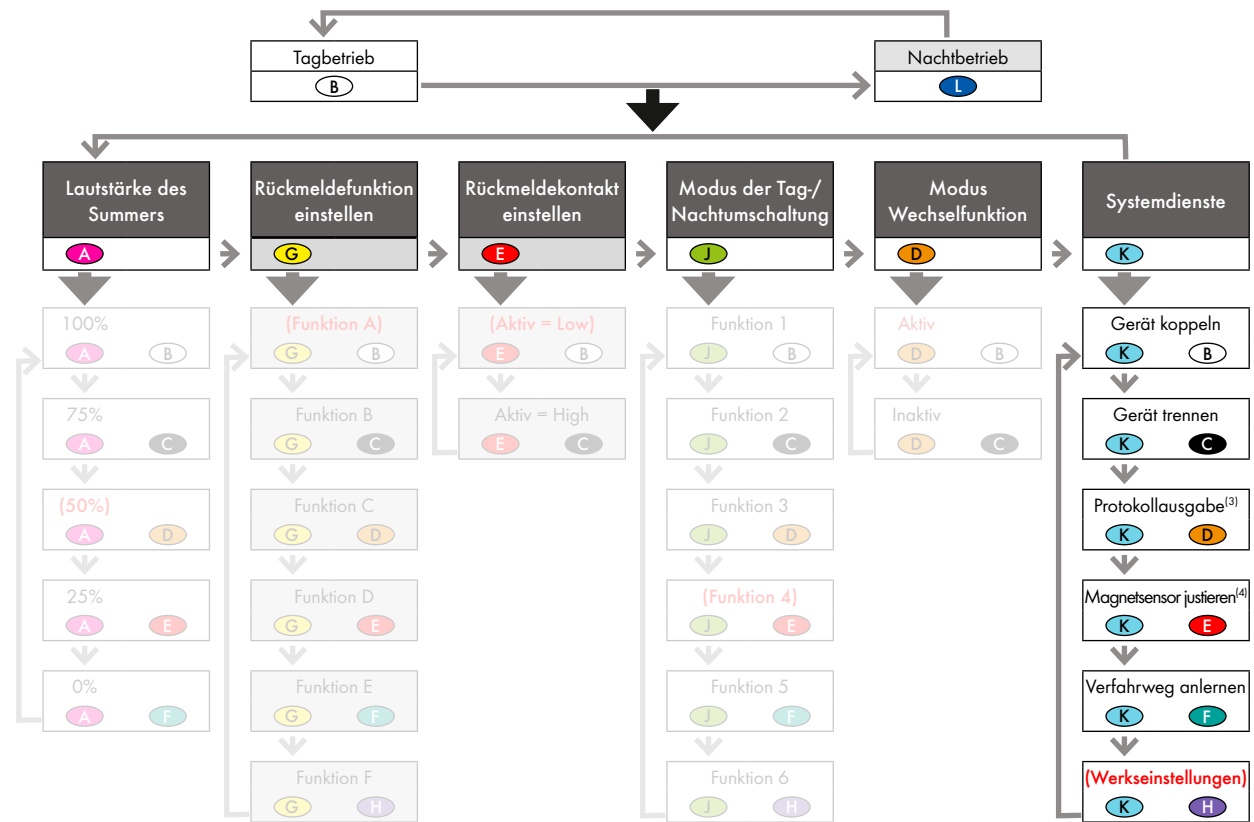 Tagbetrieb
B
Nachtbetrieb
L
Lautstärke des
Summers
A
Rückmeldefunktion
einstellen
G
Rückmeldekontakt
einstellen
E
Modus der Tag-/
Nachtumschaltung
J
Modus
Wechselfunktion
D
Systemdienste
K
100%
A B
75%
A C
(50%)
A D
25%
A E
0%
A F
(Funktion A)
G B
Funktion B
G C
Funktion C
G D
Funktion D
G E
Funktion E
G F
Funktion F
G H
(Aktiv = Low)
E B
Aktiv = High
E C
Funktion 1
J B
Funktion 2
J C
Funktion 3
J D
(Funktion 4)
J E
Funktion 5
J F
Funktion 6
J H
Aktiv
D B
Inaktiv
D C
Gerät koppeln
K B
Gerät trennen
K C
Protokollausgabe(3)
K D
Magnetsensor justieren(4)
K E
Verfahrweg anlernen
K F
(Werkseinstellungen)
K H